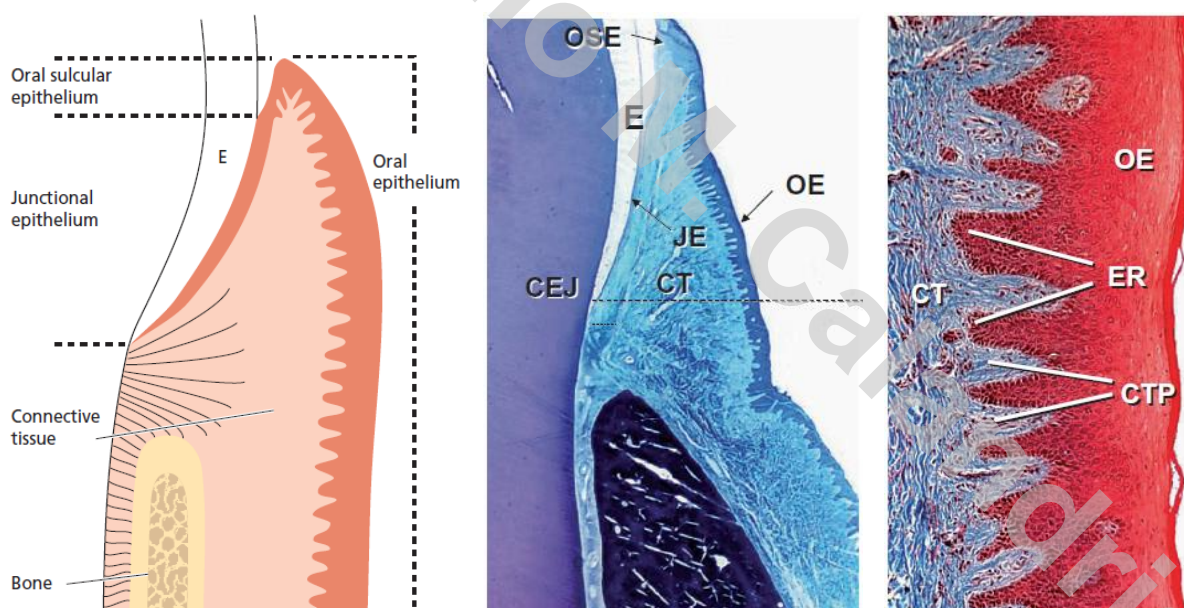 Oral sulcular
epithelium
E
Oral
epithelium
Junctional
epithelium
Connective
tissue
Bone
OSE
E
OE
JE
CEJ
CT
OE
ER
CT
CTP